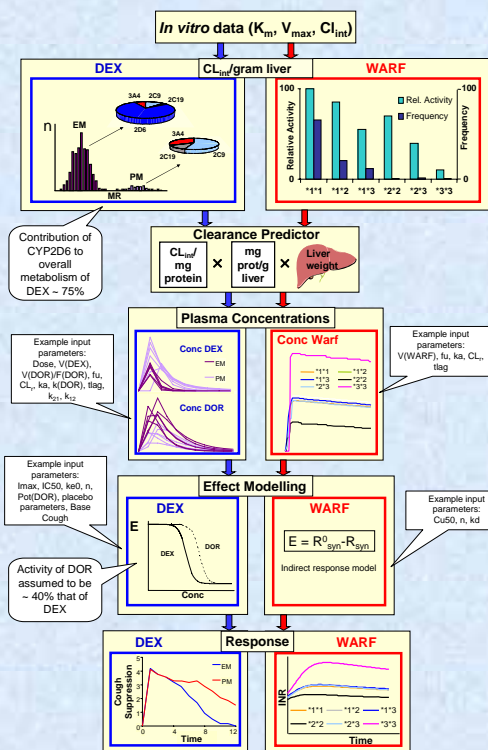 In vitro data (Km, Vmax, Clint)
DEX
CLint/gram liver
WARF
3A4
2C9
2C19
EM
n
2D6
3A4
2C19
2C9
PM
MR
100
Relative Activity
0
Rel. Activity
Frequency
100
Frequency
0
*1*1
*1*2
*1*3
*2*2
*2*3
*3*3
Contribution of
CYP2D6 to
overall
metabolism of
DEX ~ 75%
Clearance Predictor
CLint/
mg
protein
×
mg
prot/g
liver
×
Liver
weight
Plasma Concentrations
Example input
parameters:
Dose, V(DEX),
V(DOR)/F(DOR), fu,
ka, k(DOR), tlag,
k21, k12
Conc DEX
EM
PM
Conc DOR
Conc Warf
*1*1
*1*2
*1*3
*2*2
*2*3
*3*3
Example input
parameters:
V(WARF), fu, ka,
tlag
Effect Modelling
Example input
parameters:
Imax, IC50, ke0, n,
Pot(DOR), placebo
parameters, Base
Cough
DEX
E
DEX
DOR
Conc
WARF
E = R0syn-Rsyn
Indirect response model
Example input
parameters:
Cu50, n, kd
Activity of DOR
assumed to be
~ 40% that of
DEX
DEX
Response
WARF
Cough
Suppression
5
4
3
2
1
0
EM
PM
0
4
8
12
Time
INR
*1*1
*1*2
*1*3
*2*2
*2*3
*3*3
Time